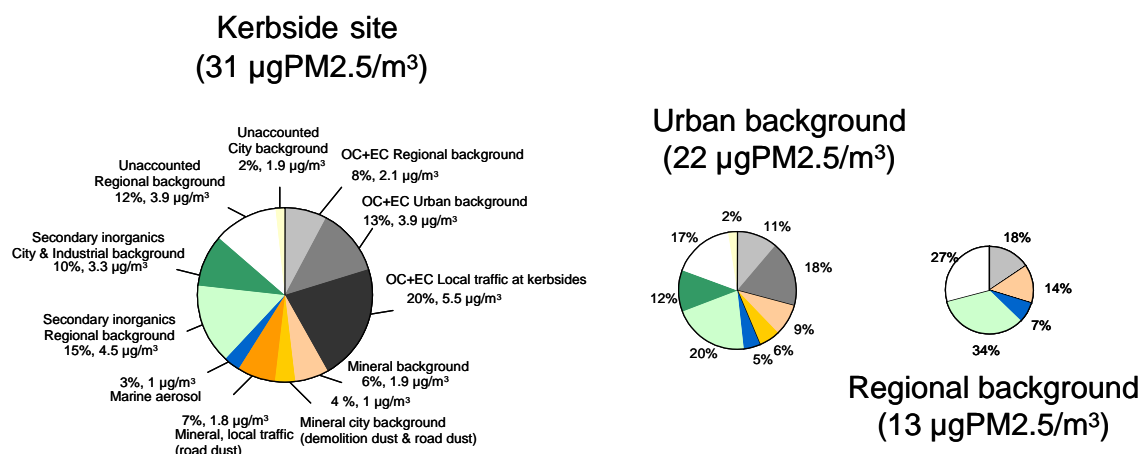 Kerbside site
(31 µgPM2.5/m³)
Unaccounted
City background
2%, 1.9 µg/m³
OC+EC Regional background
8%, 2.1 µg/m³
OC+EC Urban background
13%, 3.9 µg/m³
OC+EC Local traffic at kerbsides
20%, 5.5 µg/m³
Mineral background
6%, 1.9 µg/m³
4 %, 1 µg/m³
Mineral city background
(demolition dust & road dust)
7%, 1.8 µg/m³
Mineral, local traffic
(road dust)
3%, 1 µg/m³
Marine aerosol
Secondary inorganics
Regional background
15%, 4.5 µg/m³
Secondary inorganics
City & Industrial background
10%, 3.3 µg/m³
Unaccounted
Regional background
12%, 3.9 µg/m³
Urban background
(22 µgPM2.5/m³)
2%
11%
18%
9%
6%
5%
20%
12%
17%
27%
18%
14%
7%
34%
Regional background
(13 µgPM2.5/m³)